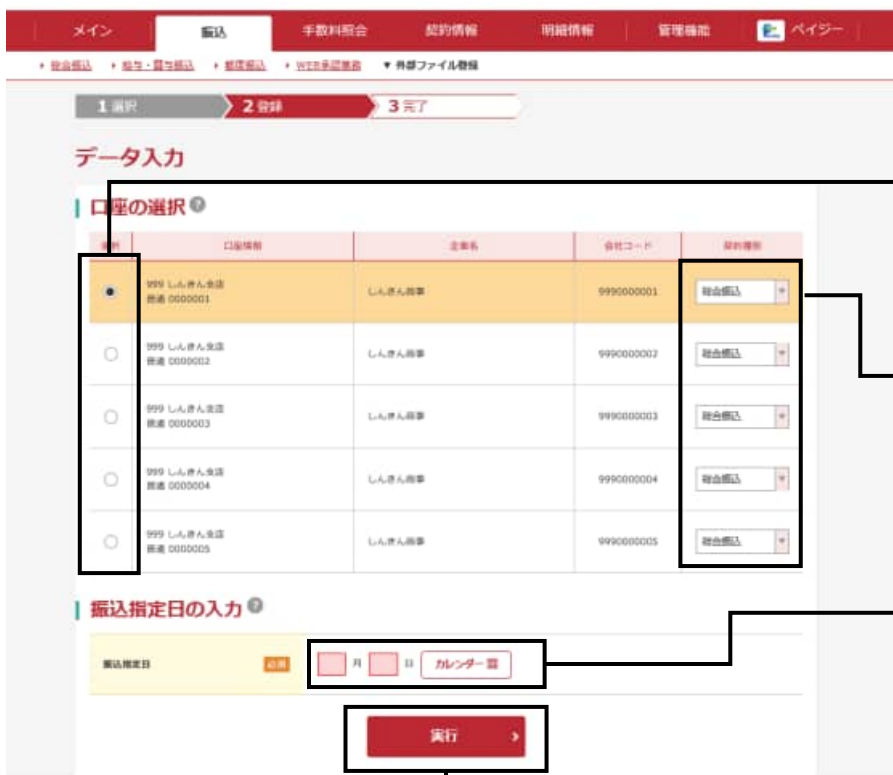 メイン 振込 手数料照会 契約情報 明細情報 管理機能 ペイジー
総合振込 給与・賞与振込 都度振込 WEB承認業務 外部ファイル登録
1 選択 2 登録 3 完了
データ入力
口座の選択 ?
選択 口座情報 企業名 会社コード 契約種別
999 しんきん支店
普通 0000001 しんきん商事 9990000001 総合振込
999 しんきん支店
普通 0000002 しんきん商事 9990000002 総合振込
999 しんきん支店
普通 0000003 しんきん商事 9990000003 総合振込
999 しんきん支店
普通 0000004 しんきん商事 9990000004 総合振込
999 しんきん支店
普通 0000005 しんきん商事 9990000005 総合振込
振込指定日の入力 ?
振込指定日 必須 月 日 カレンダー
実行